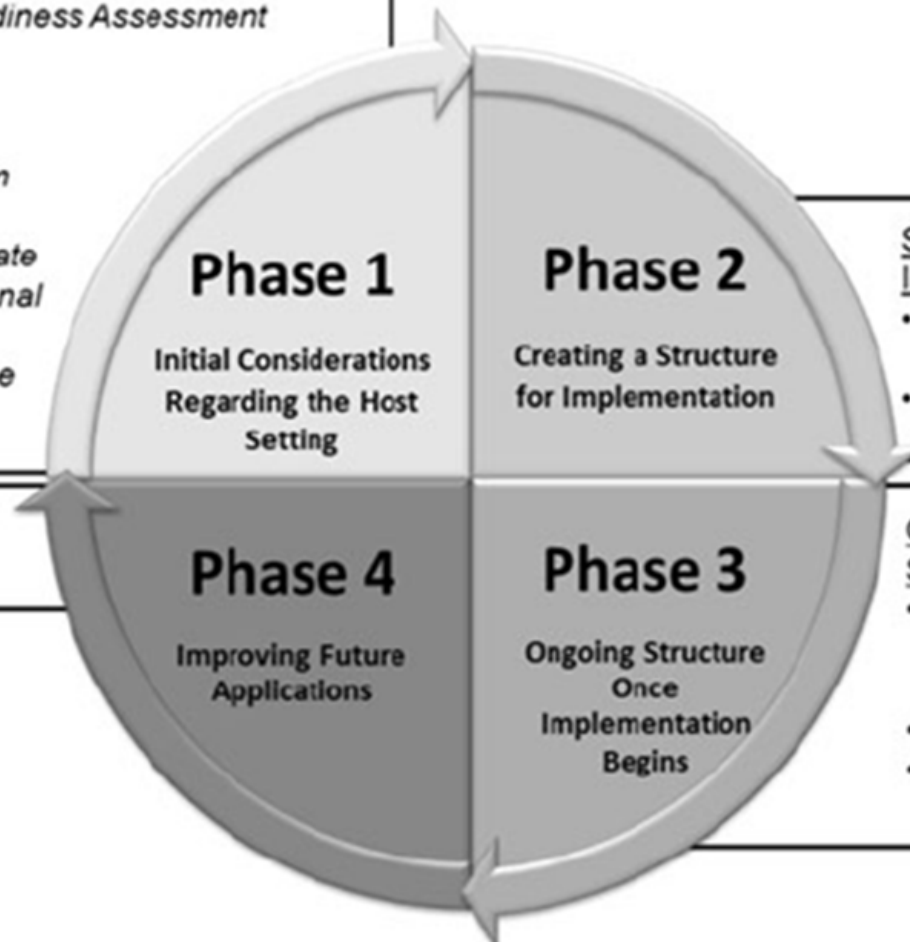 Assessment
Phase 1
Initial Considerations
Regarding the Host
Setting
Phase 2
Creating a Structure
for Implementation
Phase 4
Improving Future
Applications
Phase 3
Ongoing Structure
Once
Implementation
Begins